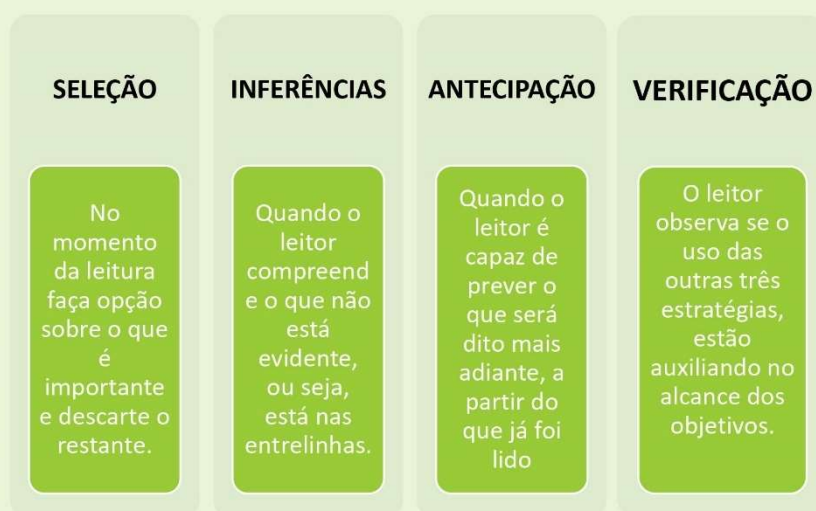 SELEÇÃO
No
momento
da leitura
faça opção
sobre o que
é
importante
e descarte o
restante.
INFERÊNCIAS
Quando o
leitor
compreend
e o que não
está
evidente,
ou seja,
está nas
entrelinhas.
ANTECIPAÇÃO
Quando o
leitor é
capaz de
prever o
que será
dito mais
adiante, a
partir do
que já foi
lido
VERIFICAÇÃO
O leitor
observa se o
uso das
outras três
estratégias,
estão
auxiliando no
alcance dos
objetivos.